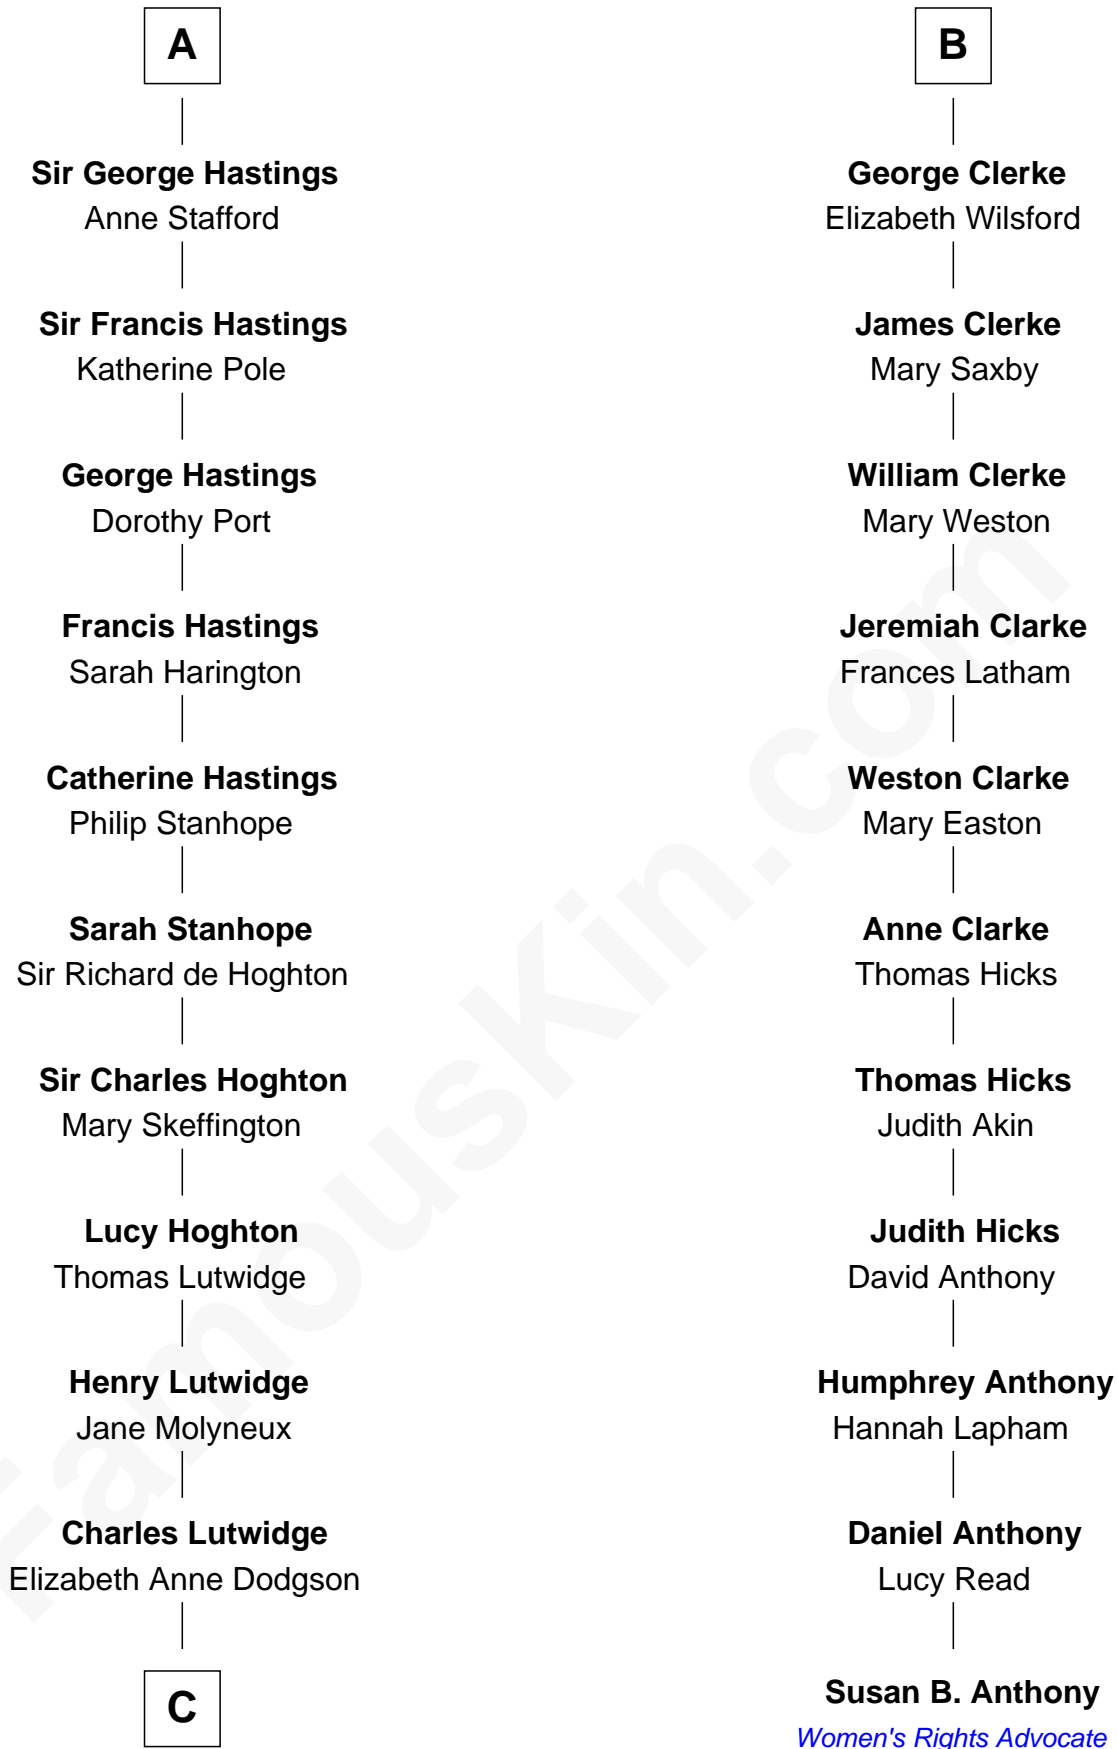 A
Sir George Hastings
Anne Stafford
Sir Francis Hastings
Katherine Pole
George Hastings
Dorothy Port
Francis Hastings
Sarah Harington
Catherine Hastings
Philip Stanhope
Sarah Stanhope
Sir Richard de Hoghton
Sir Charles Hoghton
Mary Skeffington
Lucy Hoghton
Thomas Lutwidge
Henry Lutwidge
Jane Molyneux
Charles Lutwidge
Elizabeth Anne Dodgson
C
B
George Clerke
Elizabeth Wilsford
James Clerke
Mary Saxby
William Clerke
Mary Weston
Jeremiah Clarke
Frances Latham
Weston Clarke
Mary Easton
Anne Clarke
Thomas Hicks
Thomas Hicks
Judith Akin
Judith Hicks
David Anthony
Humphrey Anthony
Hannah Lapham
Daniel Anthony
Lucy Read
Susan B. Anthony
Women's Rights Advocate
FamousKin.com